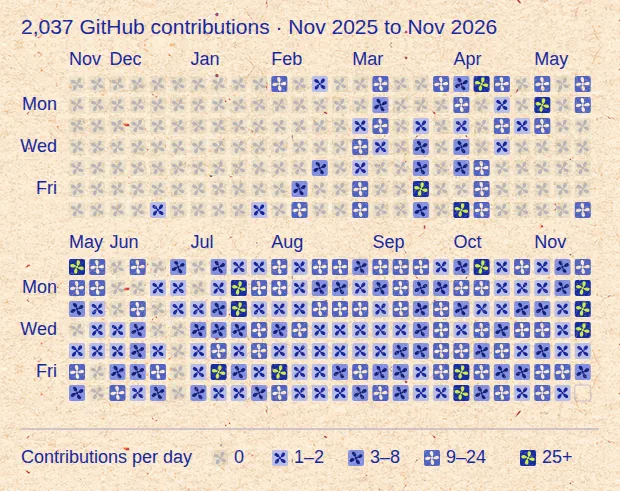 2,037 GitHub contributions · Nov 2025 to Nov 2026
Nov Dec Jan Feb Mar Apr May
Mon
Wed
Fri
May Jun Jul Aug Sep Oct Nov
Mon
Wed
Fri
Contributions per day 0 1–2 3–8 9–24 25+